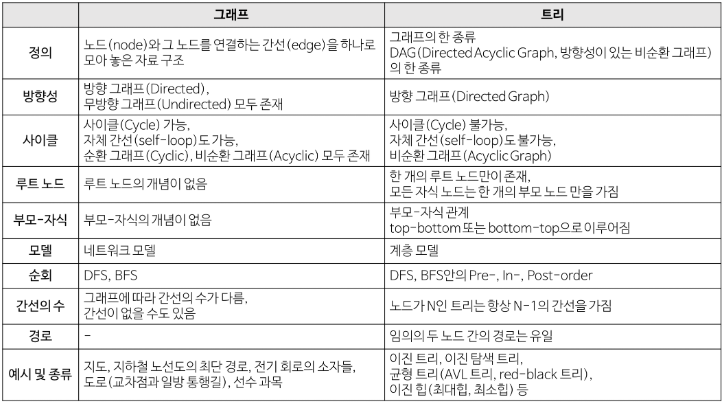 그래프
트리
정의
노드(node)와 그 노드를 연결하는 간선(edge)을 하나로
모아 놓은 자료 구조
그래프의 한 종류
DAG(Directed Acyclic Graph, 방향성이 있는 비순환 그래프)
의 한 종류
방향성
방향 그래프(Directed),
무방향 그래프(Undirected) 모두 존재
방향 그래프(Directed Graph)
사이클
사이클(Cycle) 가능,
자체 간선(self-loop)도 가능,
순환 그래프(Cyclic), 비순환 그래프(Acyclic) 모두 존재
사이클(Cycle) 불가능,
자체 간선(self-loop)도 불가능,
비순환 그래프(Acyclic Graph)
루트 노드
루트 노드의 개념이 없음
한 개의 루트 노드만이 존재,
모든 자식 노드는 한 개의 부모 노드 만을 가짐
부모-자식
부모-자식의 개념이 없음
부모-자식 관계
top-bottom 또는 bottom-top으로 이루어짐
모델
네트워크 모델
계층 모델
순회
DFS, BFS
DFS, BFS안의 Pre-, In-, Post-order
간선의 수
그래프에 따라 간선의 수가 다름,
간선이 없을 수도 있음
노드가 N인 트리는 항상 N-1의 간선을 가짐
경로
-
임의의 두 노드 간의 경로는 유일
예시 및 종류
지도, 지하철 노선도의 최단 경로, 전기 회로의 소자들,
도로(교차점과 일방 통행길), 선수 과목
이진 트리, 이진 탐색 트리,
균형 트리(AVL 트리, red-black 트리),
이진 힙(최대힙, 최소힙) 등